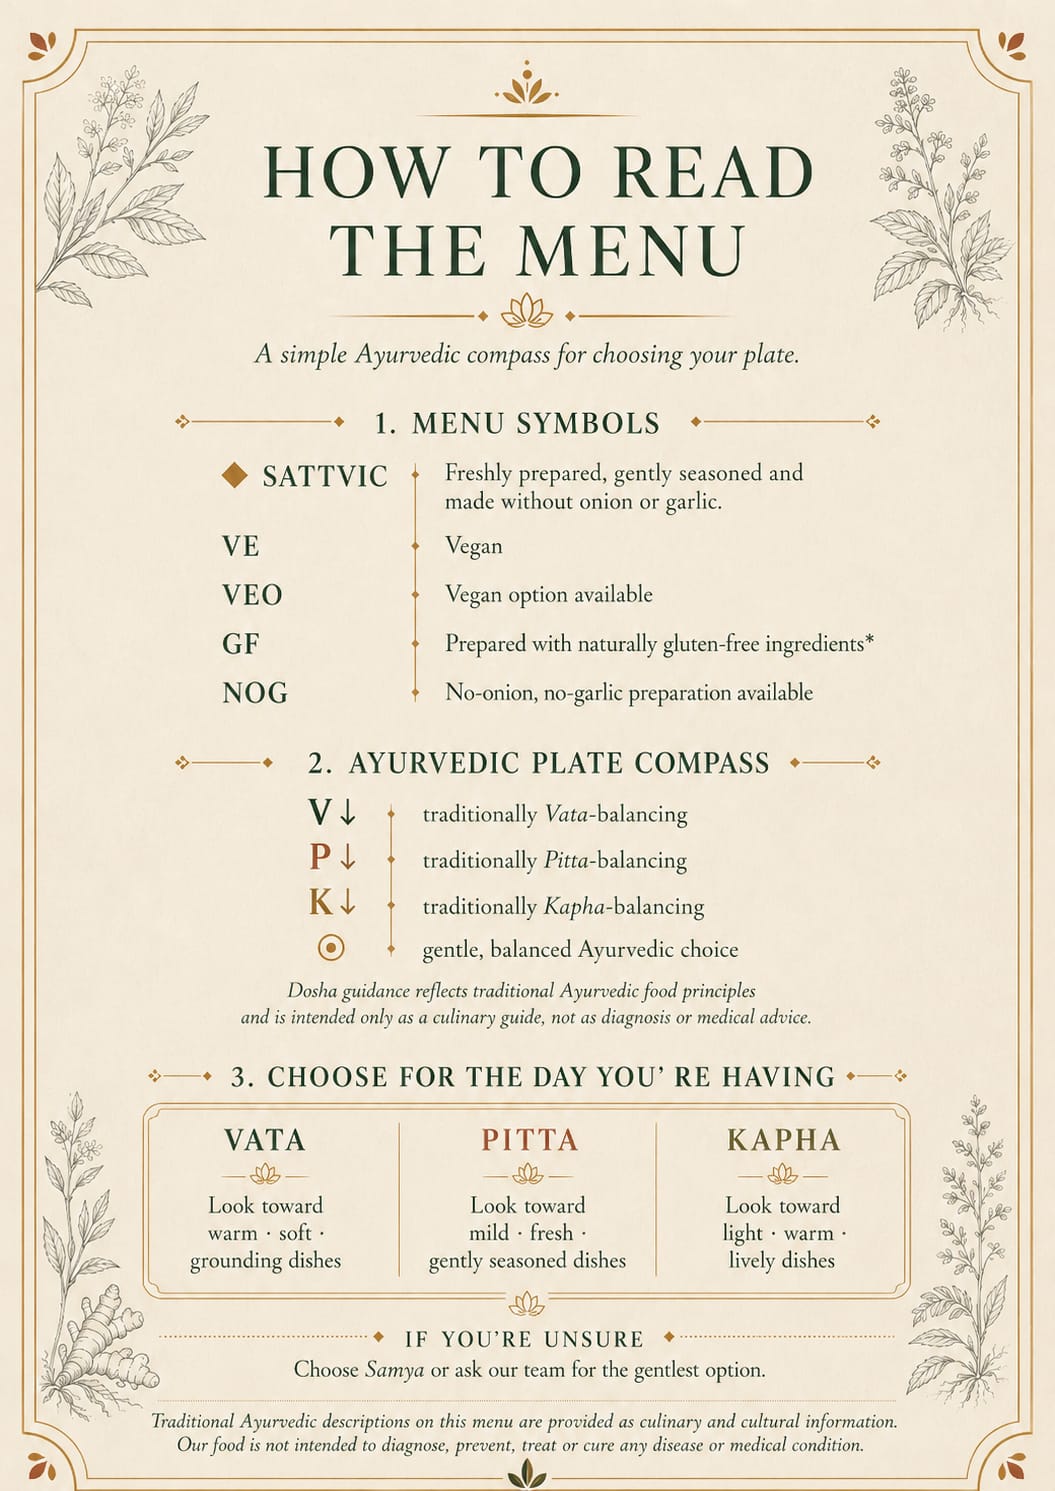 HOW TO READ
THE MENU
A simple Ayurvedic compass for choosing your plate.
1. MENU SYMBOLS
SATTVIC Freshly prepared, gently seasoned and
made without onion or garlic.
VE Vegan
VEO Vegan option available
GF Prepared with naturally gluten-free ingredients*
NOG No-onion, no-garlic preparation available
2. AYURVEDIC PLATE COMPASS
V↓ traditionally Vata-balancing
P↓ traditionally Pitta-balancing
K↓ traditionally Kapha-balancing
gentle, balanced Ayurvedic choice
Dosha guidance reflects traditional Ayurvedic food principles
and is intended only as a culinary guide, not as diagnosis or medical advice.
3. CHOOSE FOR THE DAY YOU’ RE HAVING
VATA
Look toward
warm · soft ·
grounding dishes
PITTA
Look toward
mild · fresh ·
gently seasoned dishes
KAPHA
Look toward
light · warm ·
lively dishes
IF YOU’RE UNSURE
Choose Samya or ask our team for the gentlest option.
Traditional Ayurvedic descriptions on this menu are provided as culinary and cultural information.
Our food is not intended to diagnose, prevent, treat or cure any disease or medical condition.